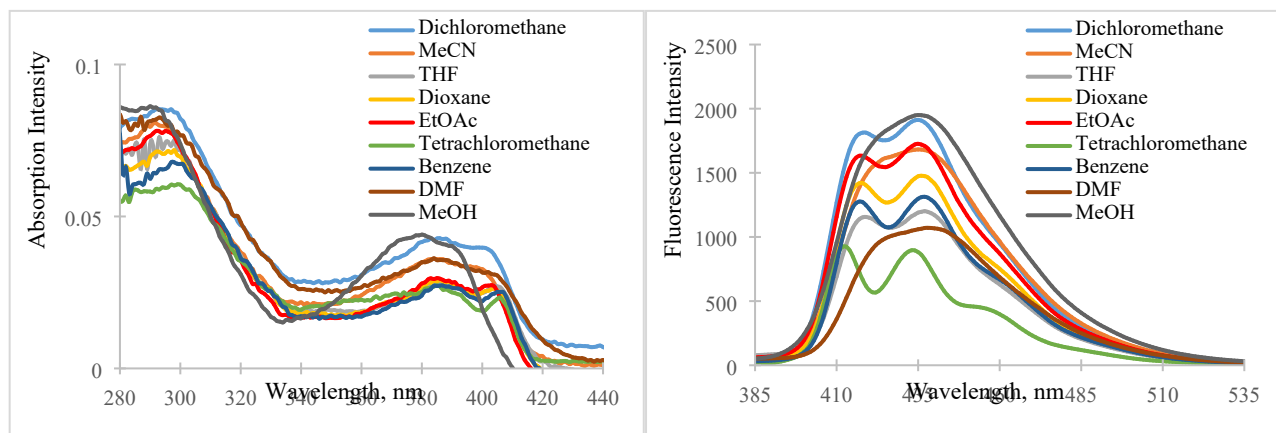 Dichloromethane
MeCN
THF
Dioxane
EtOAc
Tetrachloromethane
Benzene
DMF
MeOH
0.1
0.05
0
Absorption Intensity
280 300 320 340 360 380 400 420 440
Wavelength, nm
Dichloromethane
MeCN
THF
Dioxane
EtOAc
Tetrachloromethane
Benzene
DMF
MeOH
2500
2000
1500
1000
500
0
Fluorescence Intensity
385 410 435 460 485 510 535
Wavelength, nm